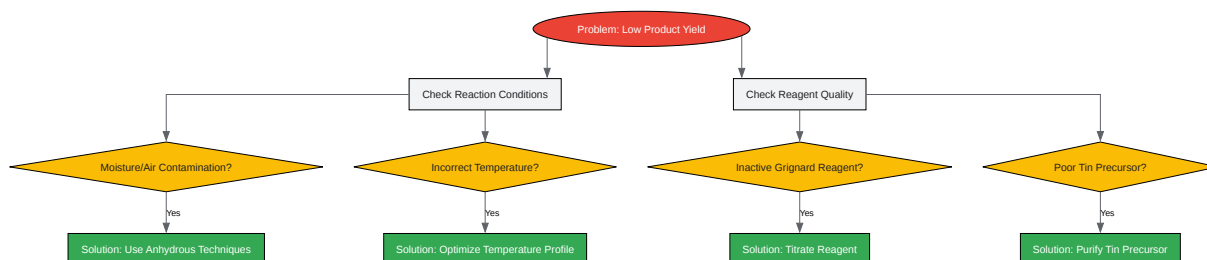 Problem: Low Product Yield
Check Reaction Conditions
Check Reagent Quality
Moisture/Air Contamination?
Incorrect Temperature?
Inactive Grignard Reagent?
Poor Tin Precursor?
Yes
Yes
Yes
Yes
Solution: Use Anhydrous Techniques
Solution: Optimize Temperature Profile
Solution: Titrate Reagent
Solution: Purify Tin Precursor